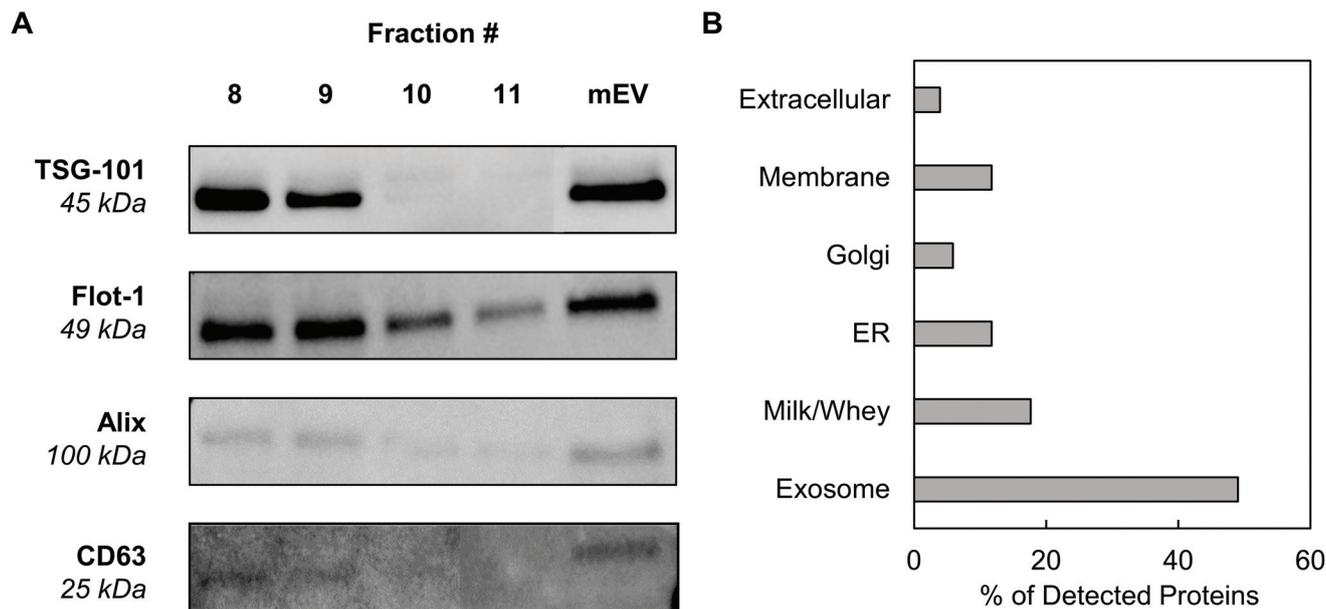 A
Fraction #
8 9 10 11 mEV
TSG-101
45 kDa
Flot-1
49 kDa
Alix
100 kDa
CD63
25 kDa
B
Extracellular
Membrane
Golgi
ER
Milk/Whey
Exosome
0 20 40 60
% of Detected Proteins